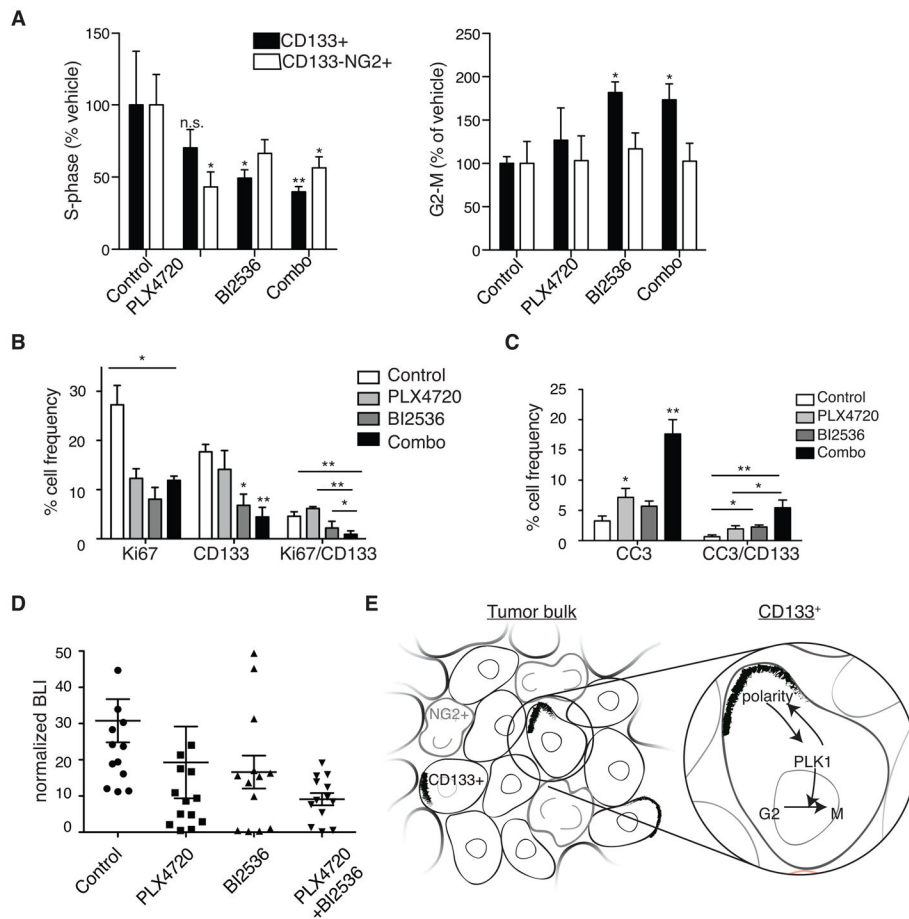 A
S-phase (% vehicle)
150
100
50
0
CD133+
CD133-NG2+
n.s.
*
*
**
*
Control
PLX4720
BI2536
Combo
G2-M (% of vehicle)
250
200
150
100
50
0
*
*
Control
PLX4720
BI2536
Combo
B
% cell frequency
30
20
10
0
*
*
**
**
**
*
Ki67
CD133
Ki67/CD133
Control
PLX4720
BI2536
Combo
C
% cell frequency
25
20
15
10
5
0
*
**
**
*
*
CC3
CC3/CD133
Control
PLX4720
BI2536
Combo
D
normalized BLI
50
40
30
20
10
0
Control
PLX4720
BI2536
PLX4720
+BI2536
E
Tumor bulk
CD133+
NG2+
CD133+
polarity
PLK1
G2
M